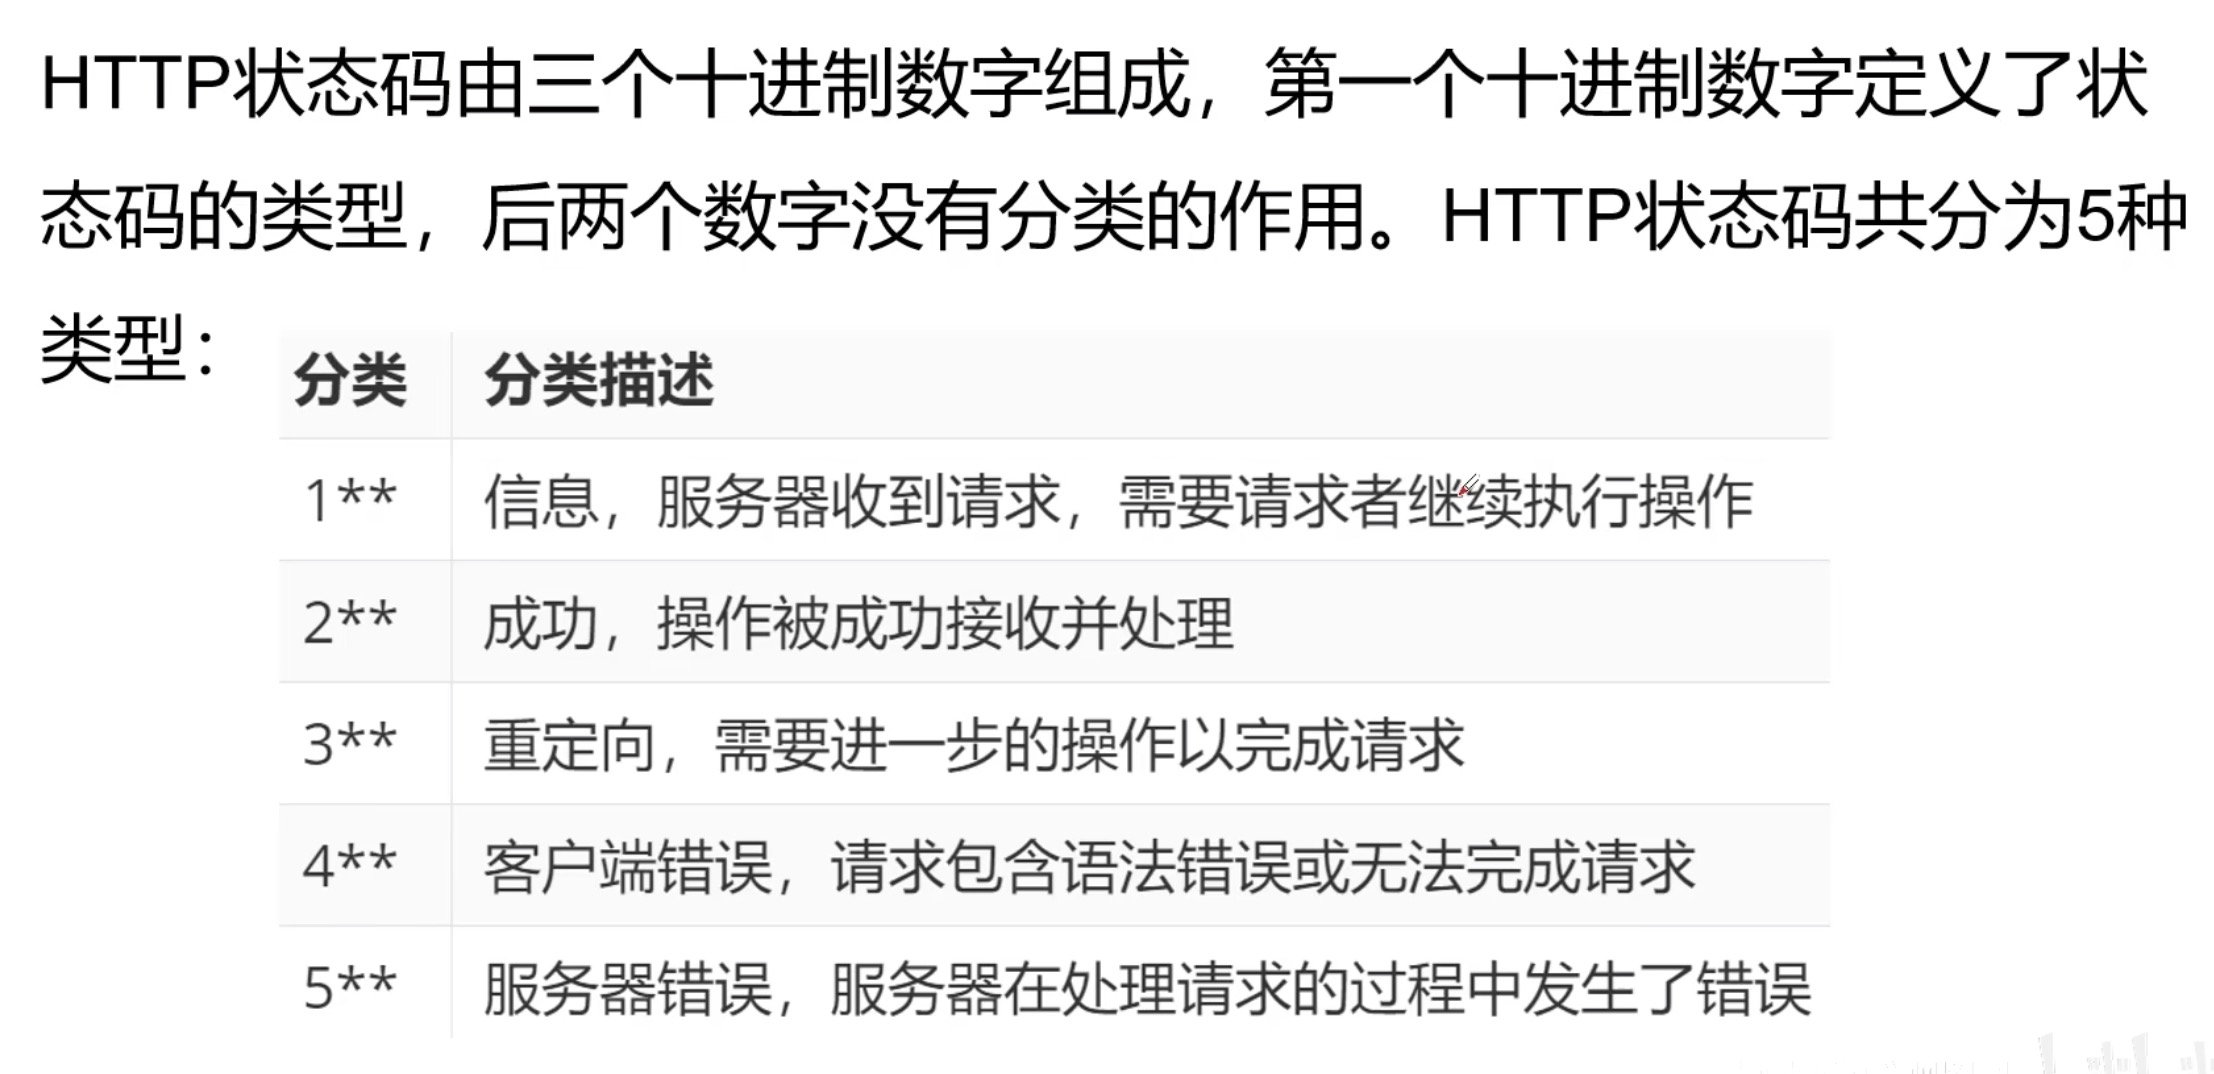 HTTP状态码由三个十进制数字组成，第一个十进制数字定义了状
态码的类型，后两个数字没有分类的作用。HTTP状态码共分为5种
类型：
分类 分类描述
1** 信息，服务器收到请求，需要请求者继续执行操作
2** 成功，操作被成功接收并处理
3** 重定向，需要进一步的操作以完成请求
4** 客户端错误，请求包含语法错误或无法完成请求
5** 服务器错误，服务器在处理请求的过程中发生了错误